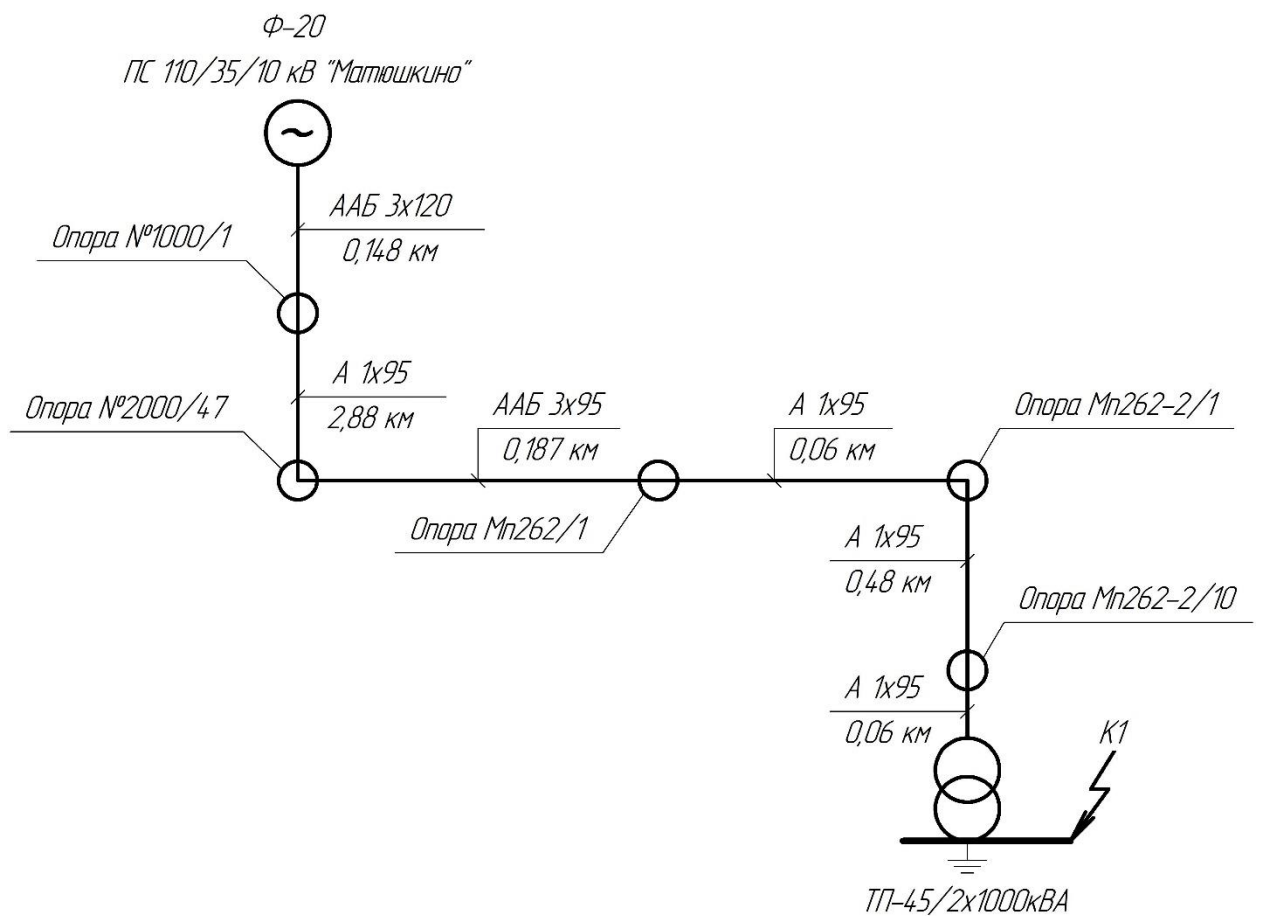 Ф-20
ПС 110/35/10 кВ "Матюшкино"
ААБ 3х120
0,148 км
Опора №1000/1
А 1х95
2,88 км
Опора №2000/47
ААБ 3х95
0,187 км
А 1х95
0,06 км
Опора Мп262-2/1
Опора Мп262/1
А 1х95
0,48 км
Опора Мп262-2/10
А 1х95
0,06 км
К1
ТП-45/2х1000кВА